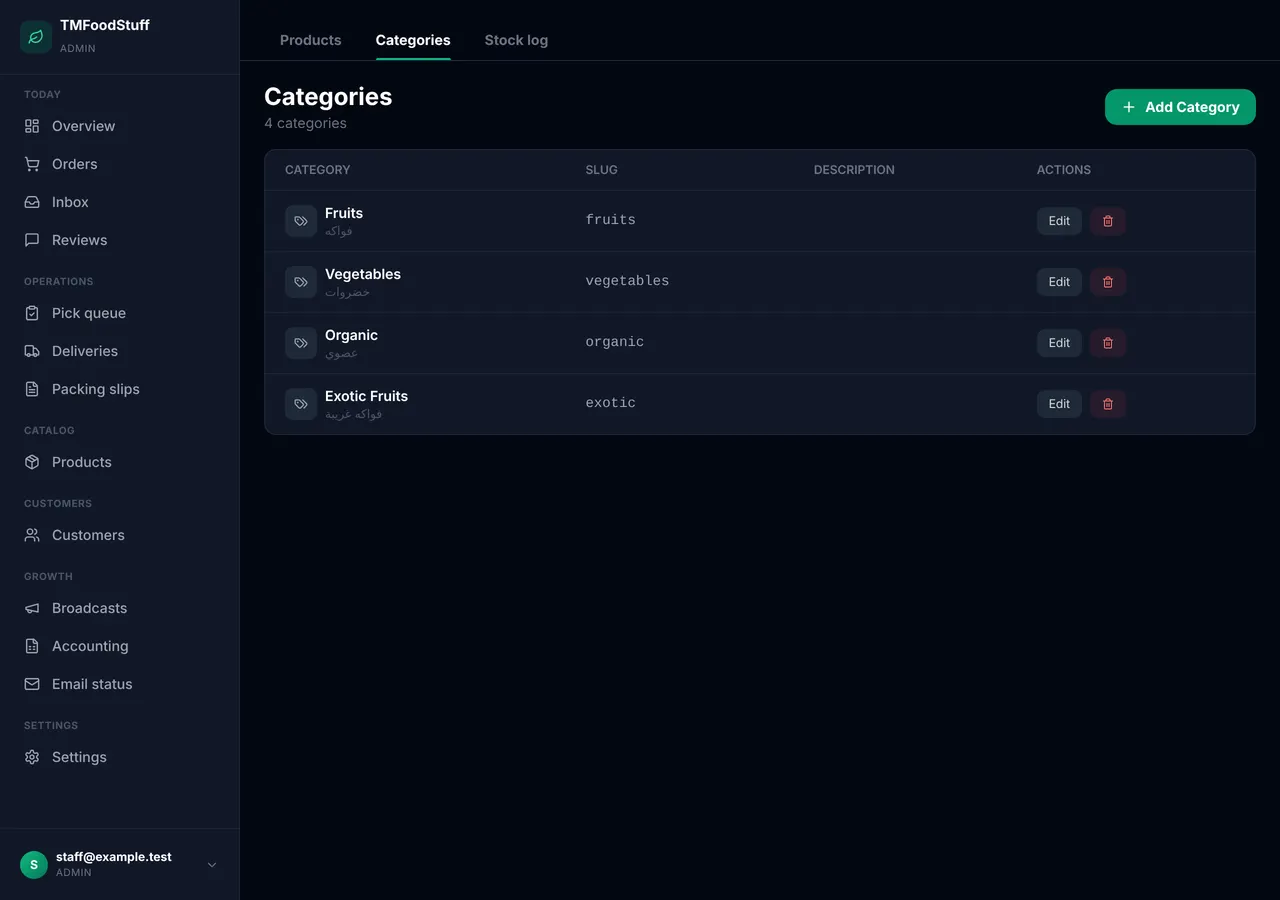 TMFoodStuff
ADMIN
TODAY
Overview
Orders
Inbox
Reviews
OPERATIONS
Pick queue
Deliveries
Packing slips
CATALOG
Products
CUSTOMERS
Customers
GROWTH
Broadcasts
Accounting
Email status
SETTINGS
Settings
S
staff@example.test
ADMIN
Products Categories Stock log
Categories
4 categories
+ Add Category
CATEGORY SLUG DESCRIPTION ACTIONS
Fruits
فواكه
fruits
Edit
Vegetables
خضروات
vegetables
Edit
Organic
عضوي
organic
Edit
Exotic Fruits
فواكه غريبة
exotic
Edit